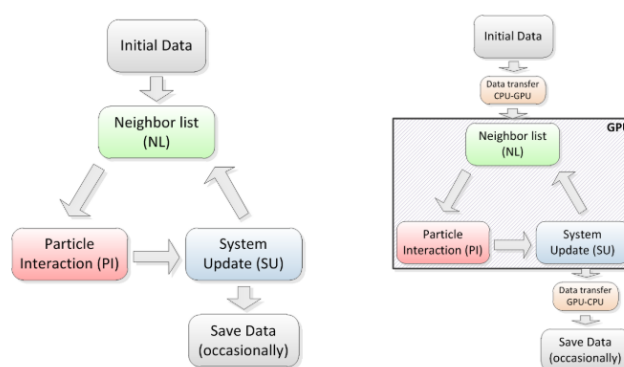 Initial Data
Neighbor list
(NL)
Particle
Interaction (PI)
System
Update (SU)
Save Data
(occasionally)
Initial Data
Data transfer
CPU-GPU
GPU
Neighbor list
(NL)
Particle
Interaction (PI)
System
Update (SU)
Data transfer
GPU-CPU
Save Data
(occasionally)